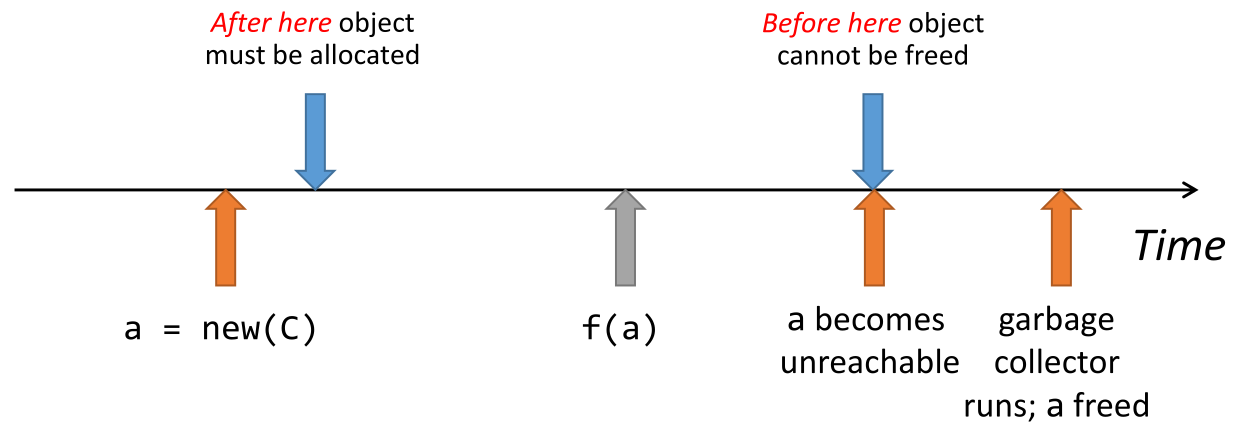 After here object
must be allocated
Before here object
cannot be freed
Time
a = new(C)
f(a)
a becomes
unreachable
garbage
collector
runs; a freed